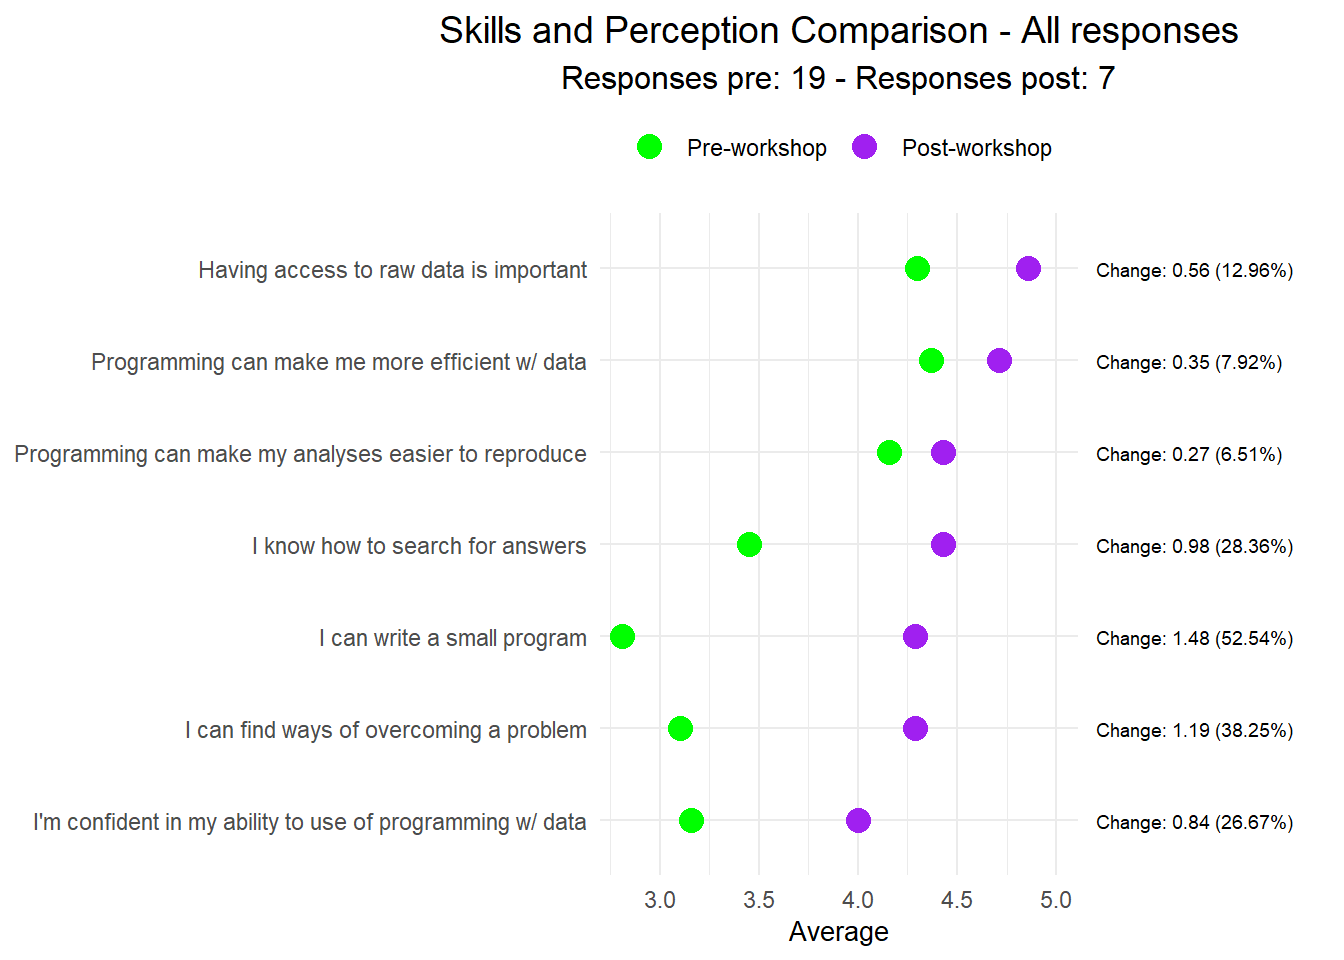 Skills and Perception Comparison - All responses
Responses pre: 19 - Responses post: 7
Pre-workshop Post-workshop
Having access to raw data is important Change: 0.56 (12.96%)
Programming can make me more efficient w/ data Change: 0.35 (7.92%)
Programming can make my analyses easier to reproduce Change: 0.27 (6.51%)
I know how to search for answers Change: 0.98 (28.36%)
I can write a small program Change: 1.48 (52.54%)
I can find ways of overcoming a problem Change: 1.19 (38.25%)
I'm confident in my ability to use of programming w/ data Change: 0.84 (26.67%)
3.0 3.5 4.0 4.5 5.0
Average